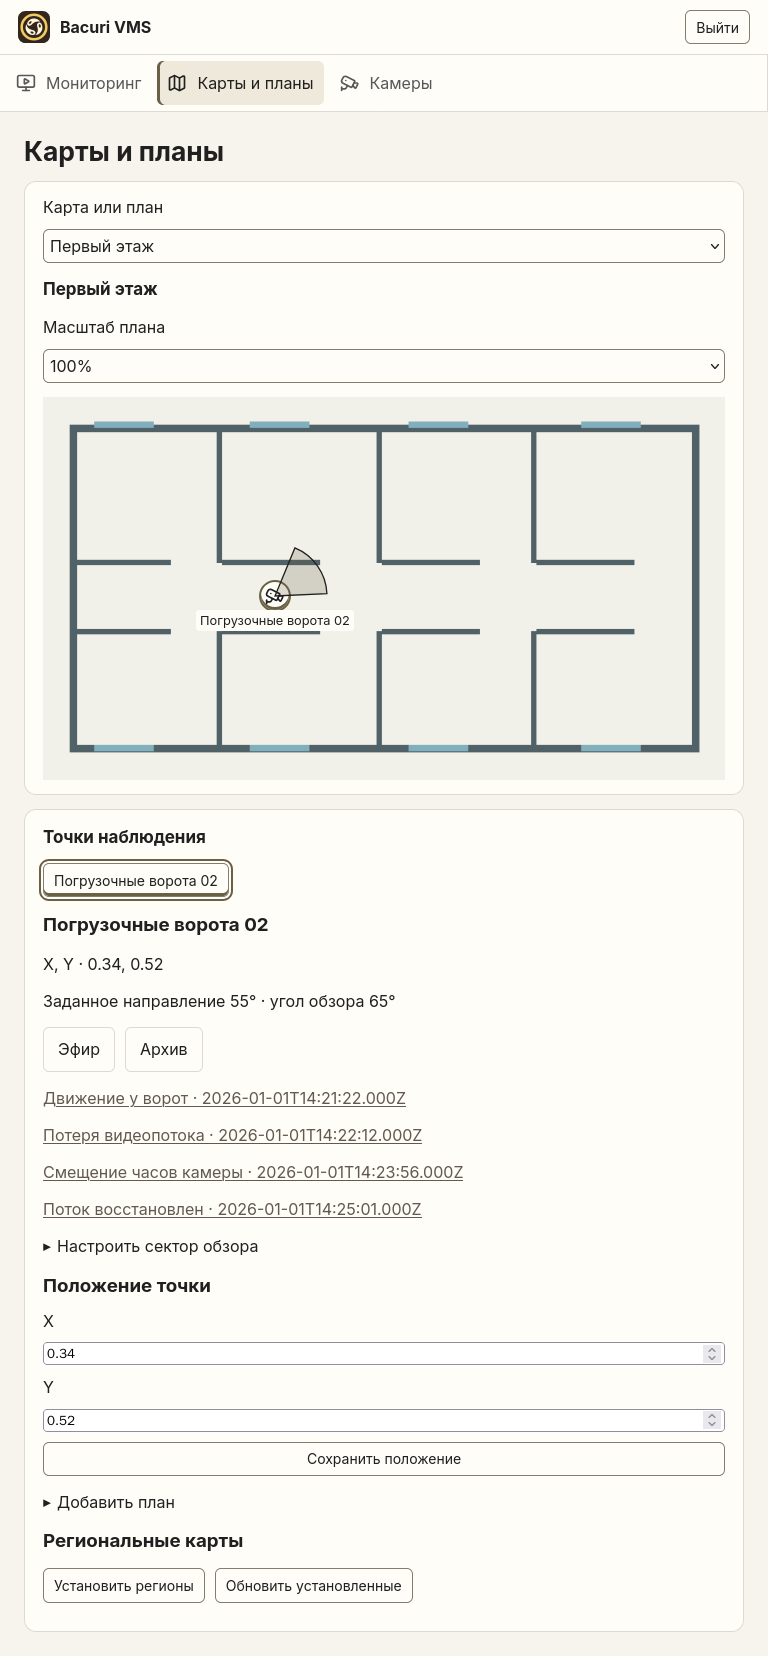 Bacuri VMS
Выйти
Мониторинг
Карты и планы
Камеры
Карты и планы
Карта или план
Первый этаж
Первый этаж
Масштаб плана
100%
Погрузочные ворота 02
Точки наблюдения
Погрузочные ворота 02
Погрузочные ворота 02
X, Y · 0.34, 0.52
Заданное направление 55° · угол обзора 65°
Эфир
Архив
Движение у ворот · 2026-01-01T14:21:22.000Z
Потеря видеопотока · 2026-01-01T14:22:12.000Z
Смещение часов камеры · 2026-01-01T14:23:56.000Z
Поток восстановлен · 2026-01-01T14:25:01.000Z
▸ Настроить сектор обзора
Положение точки
X
0.34
Y
0.52
Сохранить положение
▸ Добавить план
Региональные карты
Установить регионы
Обновить установленные